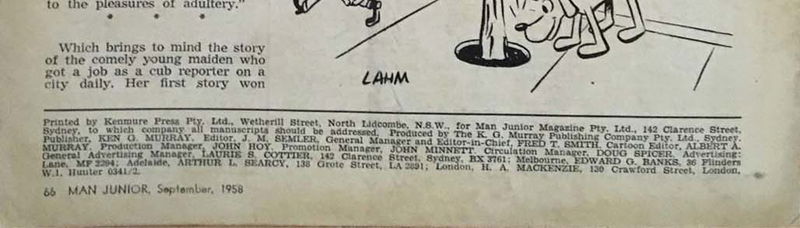 to the pleasures of adultery."
* * *
Which brings to mind the story
of the comely young maiden who
got a job as a cub reporter on a
city daily. Her first story won
LAHM
Printed by Kenmure Press Pty. Ltd., Wetherill Street, North Lidcombe, N.S.W., for Man Junior Magazine Pty. Ltd., 142 Clarence Street,
Sydney, to which company all manuscripts should be addressed. Produced by The K. G. Murray Publishing Company Pty. Ltd., Sydney.
Publisher, KEN G. MURRAY. Editor, J. M. SEMLER, General Manager and Editor-in-Chief, FRED T. SMITH, Cartoon Editor, ALBERT A.
MURRAY, Production Manager, JOHN HOY, Promotion Manager, JOHN MINNETT. Circulation Manager, DOUG SPICER, Advertising:
General Advertising Manager, LAURIE S. COTTIER, 142 Clarence Street, Sydney, BX 3761; Melbourne, EDWARD G. BANKS, 36 Flinders
Lane, MF 2294; Adelaide, ARTHUR L. SEARCY, 138 Grote Street, LA 2891; London, H. A. MACKENZIE, 130 Crawford Street, London,
W.1. Hunter 0341/2.
66 MAN JUNIOR, September, 1958